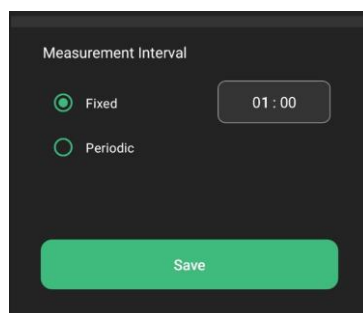 Measurement Interval
Fixed 01 : 00
Periodic
Save